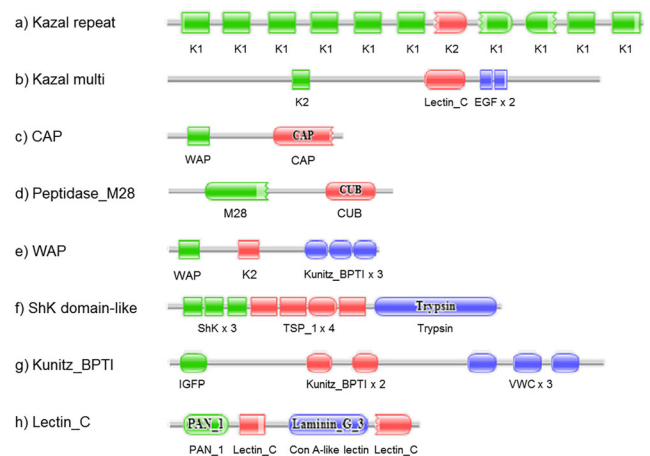 a) Kazal repeat
K1 K1 K1 K1 K1 K1 K2 K1 K1 K1 K1
b) Kazal multi
K2 Lectin_C EGF x 2
c) CAP
CAP
WAP CAP
d) Peptidase_M28
CUB
M28 CUB
e) WAP
WAP K2 Kunitz_BPTI x 3
f) ShK domain-like
Trypsin
ShK x 3 TSP_1 x 4 Trypsin
g) Kunitz_BPTI
IGFP Kunitz_BPTI x 2 VWC x 3
h) Lectin_C
PAN_1 Laminin_G_3
PAN_1 Lectin_C Con A-like lectin Lectin_C